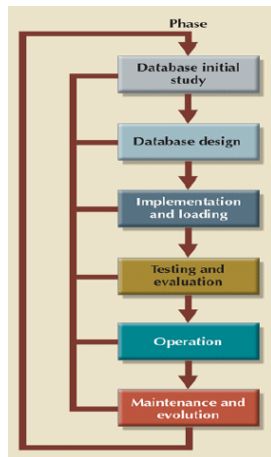 Phase
Database initial
study
Database design
Implementation
and loading
Testing and
evaluation
Operation
Maintenance and
evolution